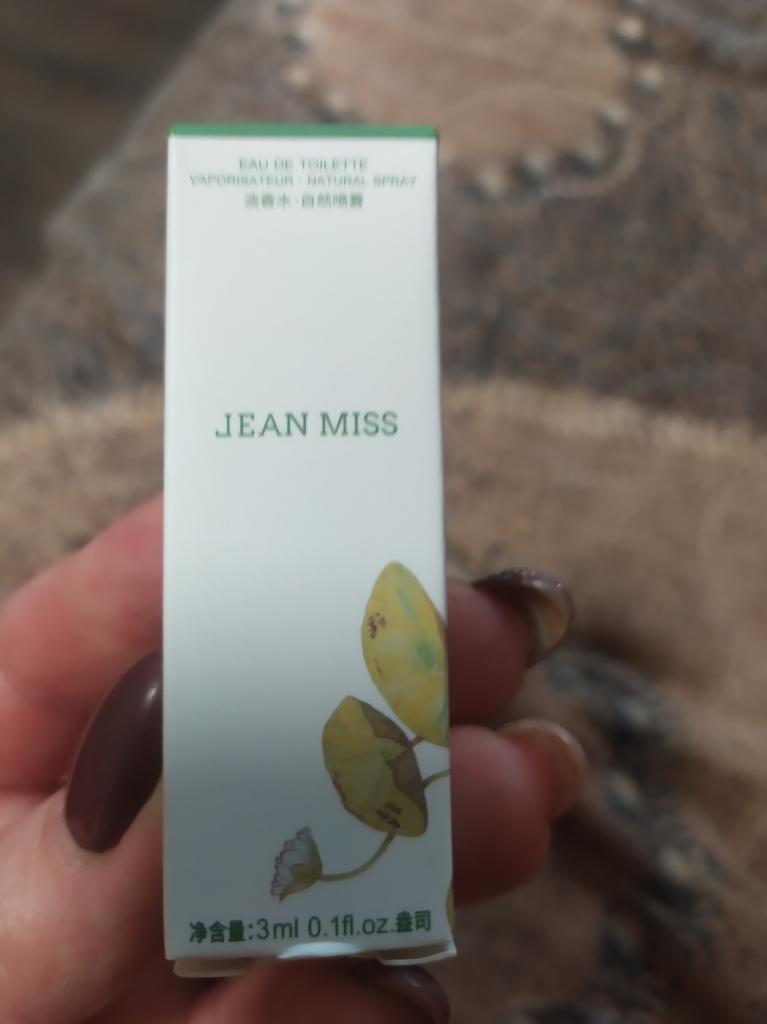 EAU DE TOILETTE
VAPORISATEUR · NATURAL SPRAY
淡香水·自然喷雾
JEAN MISS
净含量:3ml 0.1fl.oz.盎司